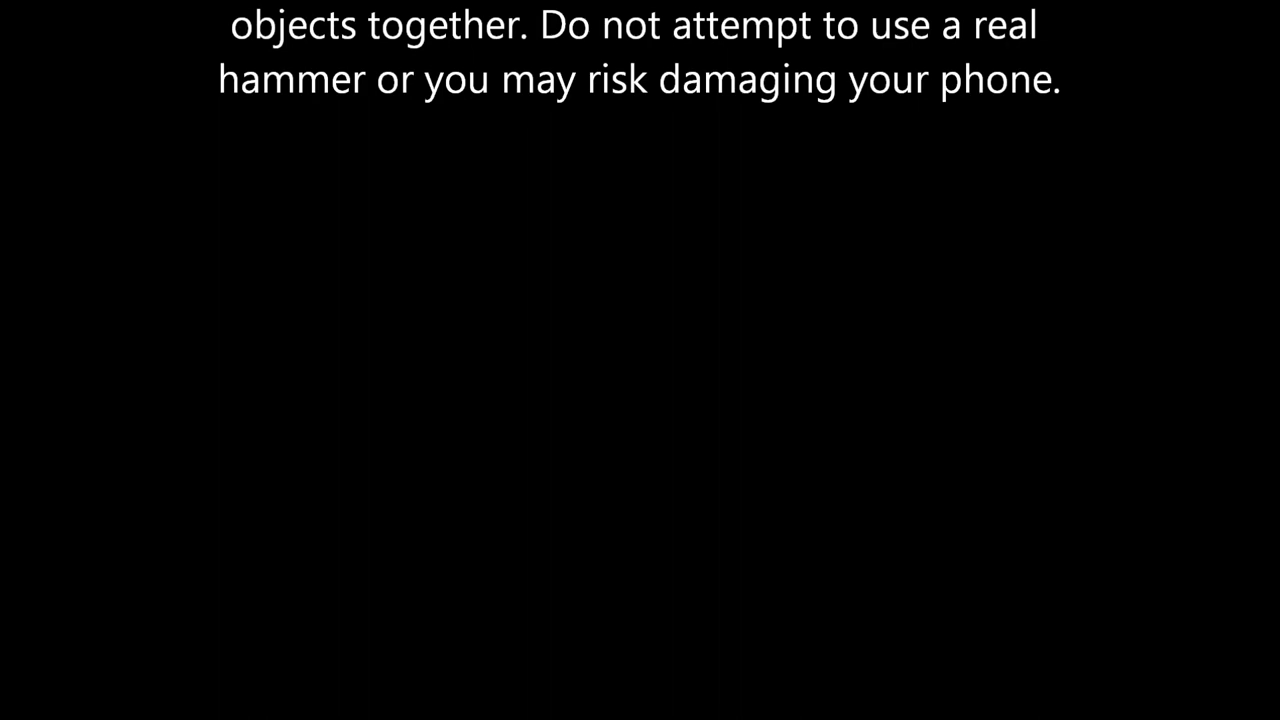 objects together. Do not attempt to use a real
hammer or you may risk damaging your phone.